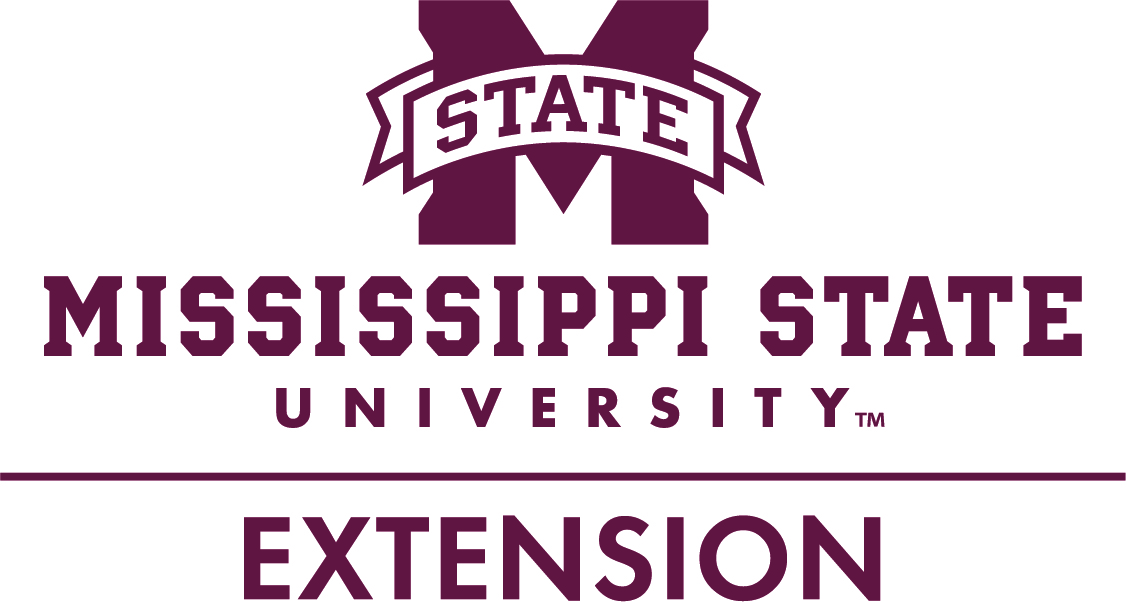 M
STATE
MISSISSIPPI STATE
UNIVERSITY™
EXTENSION